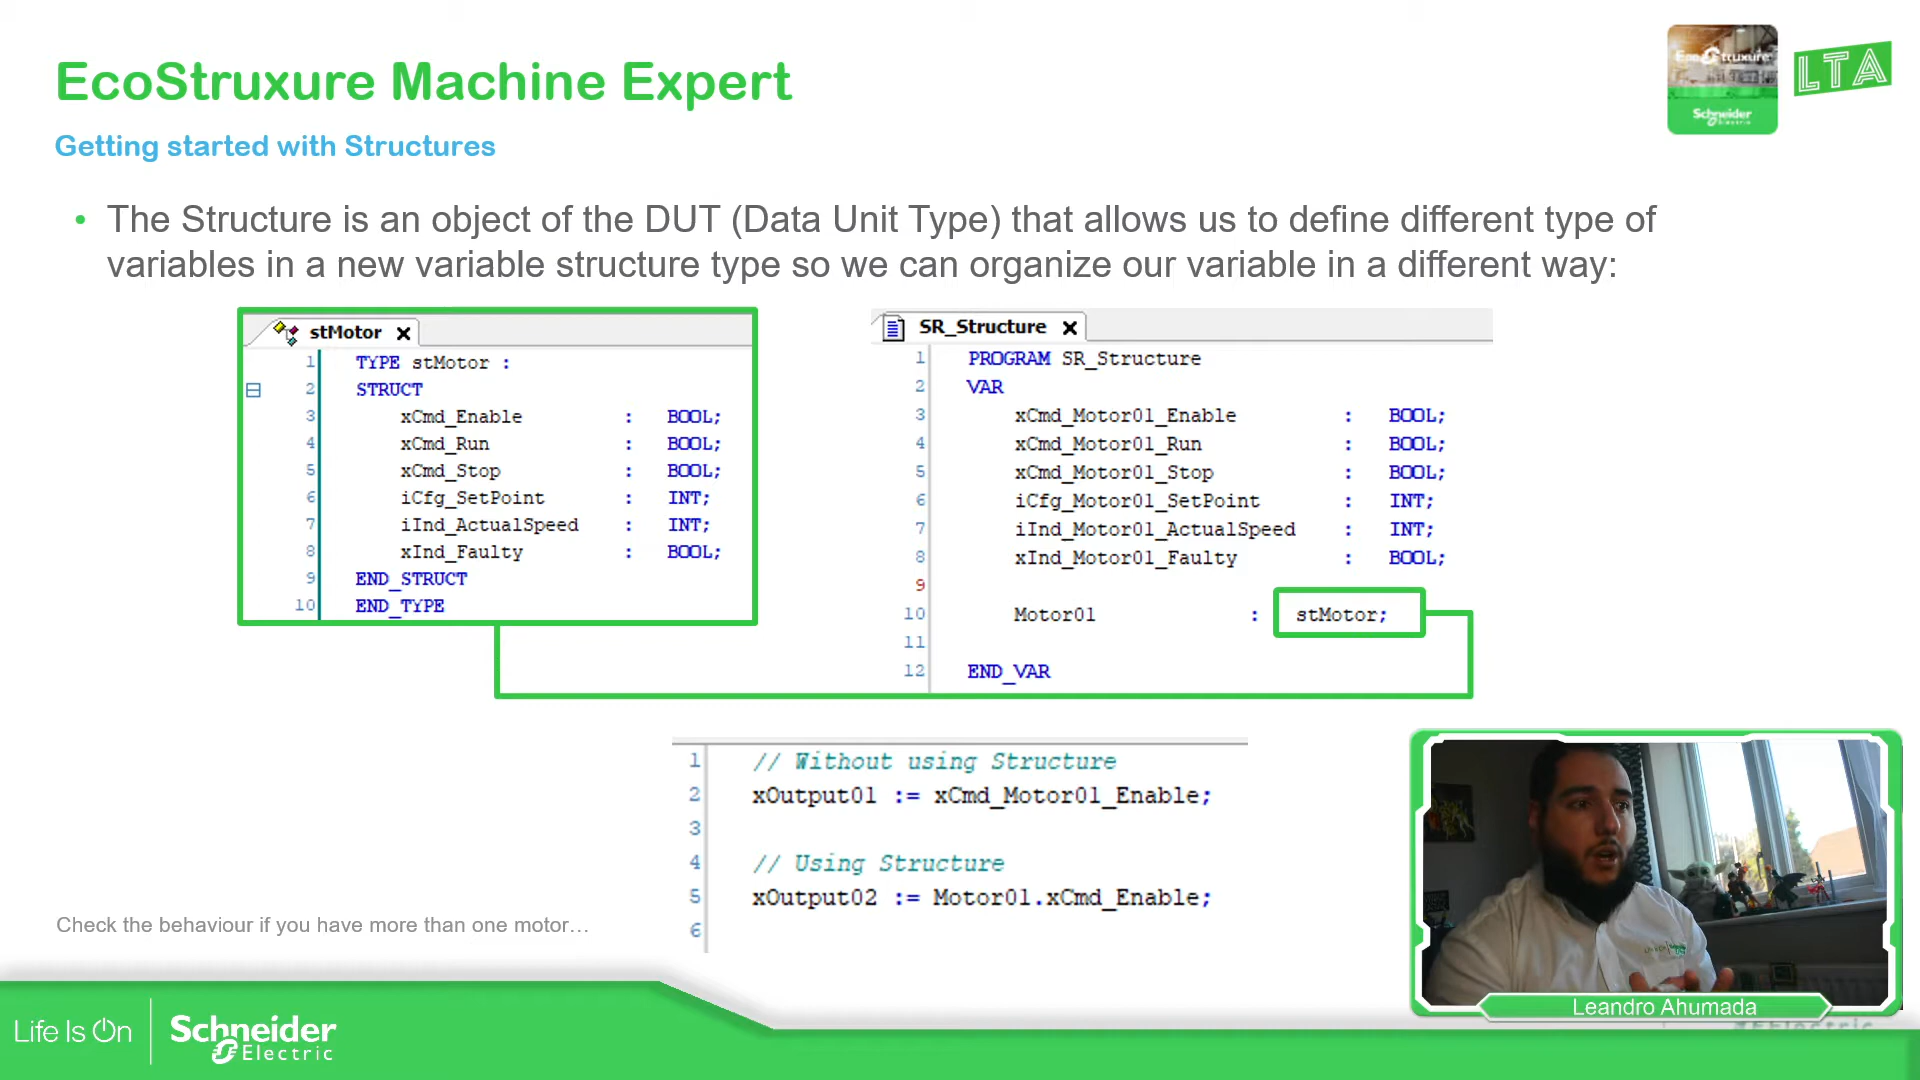 EcoStruxure Machine Expert
Getting started with Structures
EcoStruxure
Schneider
Electric
LTA
• The Structure is an object of the DUT (Data Unit Type) that allows us to define different type of
variables in a new variable structure type so we can organize our variable in a different way:
stMotor
1 TYPE stMotor :
2 STRUCT
3 xCmd_Enable : BOOL;
4 xCmd_Run : BOOL;
5 xCmd_Stop : BOOL;
6 iCfg_SetPoint : INT;
7 iInd_ActualSpeed : INT;
8 xInd_Faulty : BOOL;
9 END_STRUCT
10 END_TYPE
SR_Structure
1 PROGRAM SR_Structure
2 VAR
3 xCmd_Motor01_Enable : BOOL;
4 xCmd_Motor01_Run : BOOL;
5 xCmd_Motor01_Stop : BOOL;
6 iCfg_Motor01_SetPoint : INT;
7 iInd_Motor01_ActualSpeed : INT;
8 xInd_Motor01_Faulty : BOOL;
9
10 Motor01 : stMotor;
11
12 END_VAR
1 // Without using Structure
2 xOutput01 := xCmd_Motor01_Enable;
3
4 // Using Structure
5 xOutput02 := Motor01.xCmd_Enable;
6
Check the behaviour if you have more than one motor…
Leandro Ahumada
Life Is On
Schneider
Electric